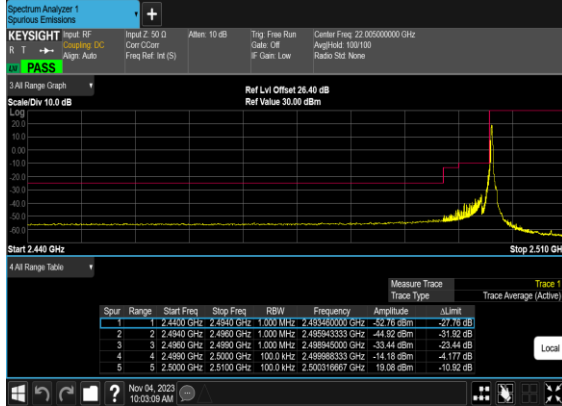 Spectrum Analyzer 1
Spurious Emissions
+
KEYSIGHT Input: RF Input Z: 50 Ω Atten: 10 dB Trig: Free Run Center Freq: 22.005000000 GHz
R T Coupling: DC Corr CCorr Gate: Off Avg|Hold: 100/100
Align: Auto Freq Ref: Int (S) IF Gain: Low Radio Std: None
PASS
3 All Range Graph
Ref Lvl Offset 26.40 dB
Scale/Div 10.0 dB Ref Value 30.00 dBm
Log
20.0
10.0
0.00
-10.0
-20.0
-30.0
-40.0
-50.0
-60.0
Start 2.440 GHz Stop 2.510 GH
4 All Range Table
Measure Trace Trace 1
Trace Type Trace Average (Active)
Spur Range Start Freq Stop Freq RBW Frequency Amplitude ΔLimit
1 1 2.4400 GHz 2.4940 GHz 1.000 MHz 2.493460000 GHz -52.76 dBm -27.76 dB
2 2 2.4940 GHz 2.4960 GHz 1.000 MHz 2.495943333 GHz -44.92 dBm -31.92 dB
3 3 2.4960 GHz 2.4990 GHz 1.000 MHz 2.498945000 GHz -33.44 dBm -23.44 dB
4 4 2.4990 GHz 2.5000 GHz 100.0 kHz 2.499988333 GHz -14.18 dBm -4.177 dB
5 5 2.5000 GHz 2.5100 GHz 100.0 kHz 2.500316667 GHz 19.08 dBm -10.92 dB
Local
?
Nov 04, 2023
10:03:09 AM